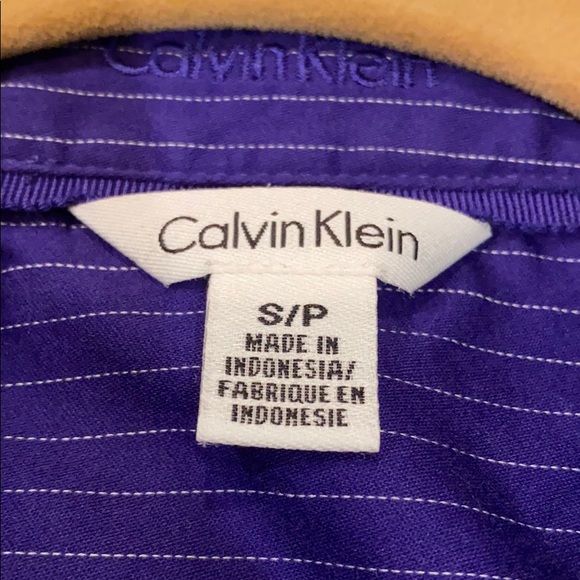 Calvin Klein
Calvin Klein
S/P
MADE IN
INDONESIA/
FABRIQUE EN
INDONESIE